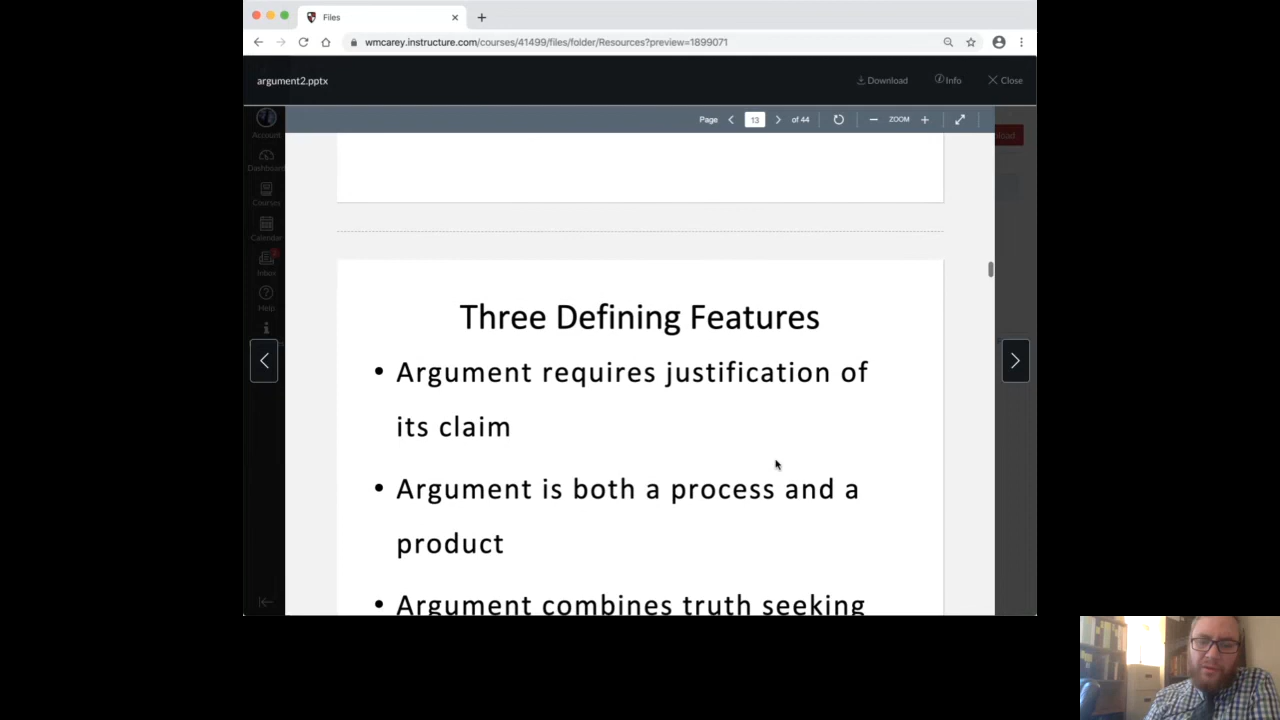 Files
wmcarey.instructure.com/courses/41499/files/folder/Resources?preview=1899071
argument2.pptx
Download
Info
Close
Page
13
of 44
ZOOM
Account
Dashboard
Courses
Calendar
Inbox
Help
Three Defining Features
• Argument requires justification of
its claim
• Argument is both a process and a
product
• Argument combines truth seeking